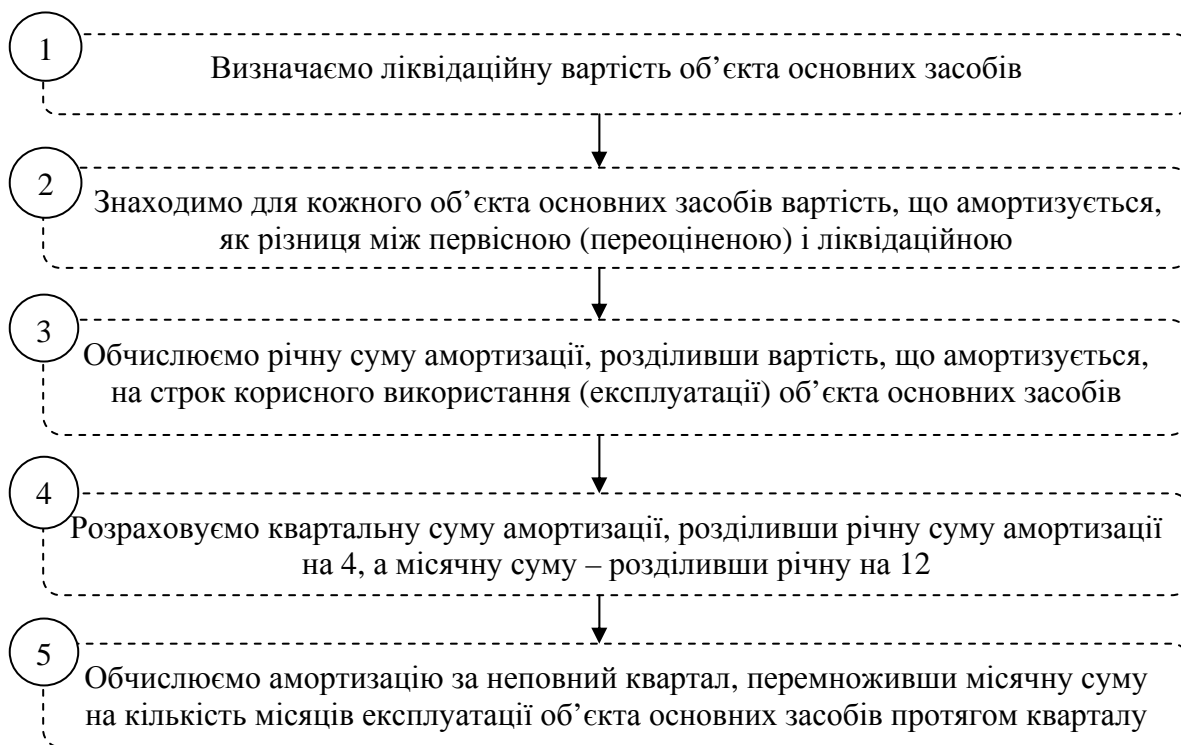 1
Визначаємо ліквідаційну вартість об’єкта основних засобів
2
Знаходимо для кожного об’єкта основних засобів вартість, що амортизується,
як різниця між первісною (переоціненою) і ліквідаційною
3
Обчислюємо річну суму амортизації, розділивши вартість, що амортизується,
на строк корисного використання (експлуатації) об’єкта основних засобів
4
Розраховуємо квартальну суму амортизації, розділивши річну суму амортизації
на 4, а місячну суму – розділивши річну на 12
5
Обчислюємо амортизацію за неповний квартал, перемноживши місячну суму
на кількість місяців експлуатації об’єкта основних засобів протягом кварталу